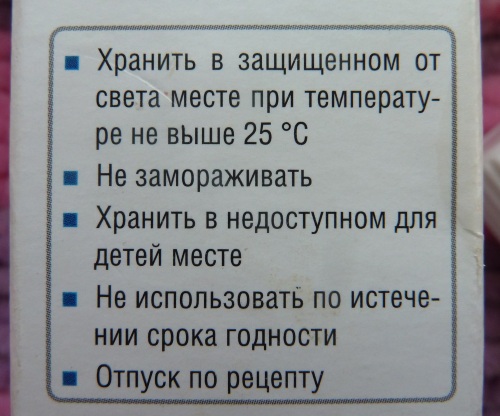 ▪ Хранить в защищенном от
света месте при температу-
ре не выше 25 °C
▪ Не замораживать
▪ Хранить в недоступном для
детей месте
▪ Не использовать по истече-
нии срока годности
▪ Отпуск по рецепту